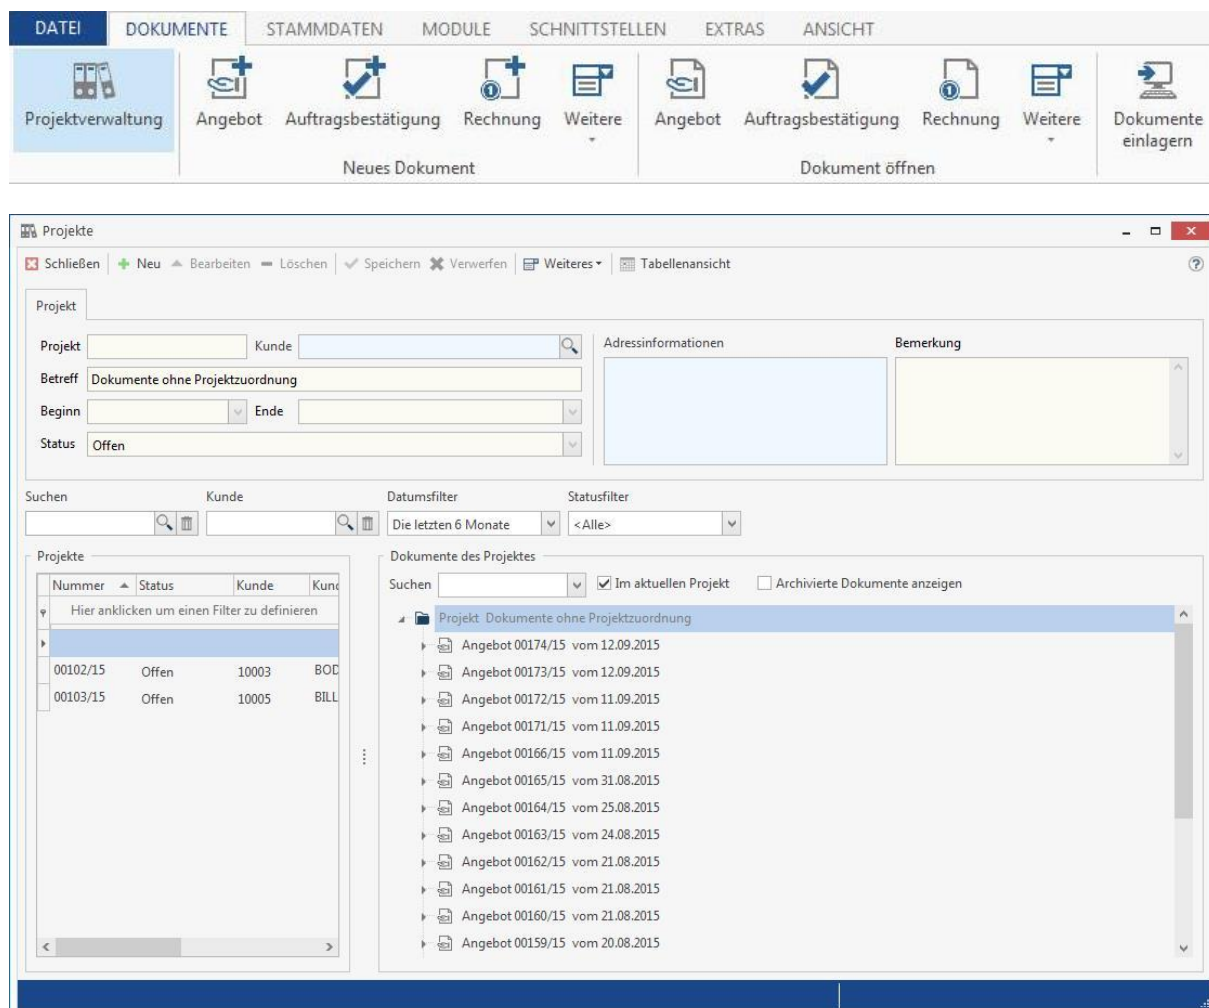 DATEI DOKUMENTE STAMMDATEN MODULE SCHNITTSTELLEN EXTRAS ANSICHT
Projektverwaltung Angebot Auftragsbestätigung Rechnung Weitere Angebot Auftragsbestätigung Rechnung Weitere Dokumente
einlagern
Neues Dokument Dokument öffnen
Projekte
Schließen Neu Bearbeiten Löschen Speichern Verwerfen Weiteres Tabellenansicht
Projekt
Projekt Kunde Adressinformationen Bemerkung
Betreff Dokumente ohne Projektzuordnung
Beginn Ende
Status Offen
Suchen Kunde Datumsfilter Statusfilter
Die letzten 6 Monate <Alle>
Projekte Dokumente des Projektes
Nummer Status Kunde Kund Suchen Im aktuellen Projekt Archivierte Dokumente anzeigen
Hier anklicken um einen Filter zu definieren
Projekt Dokumente ohne Projektzuordnung
Angebot 00174/15 vom 12.09.2015
00102/15 Offen 10003 BOD
Angebot 00173/15 vom 12.09.2015
00103/15 Offen 10005 BILL
Angebot 00172/15 vom 11.09.2015
Angebot 00171/15 vom 11.09.2015
Angebot 00166/15 vom 11.09.2015
Angebot 00165/15 vom 31.08.2015
Angebot 00164/15 vom 25.08.2015
Angebot 00163/15 vom 24.08.2015
Angebot 00162/15 vom 21.08.2015
Angebot 00161/15 vom 21.08.2015
Angebot 00160/15 vom 21.08.2015
Angebot 00159/15 vom 20.08.2015